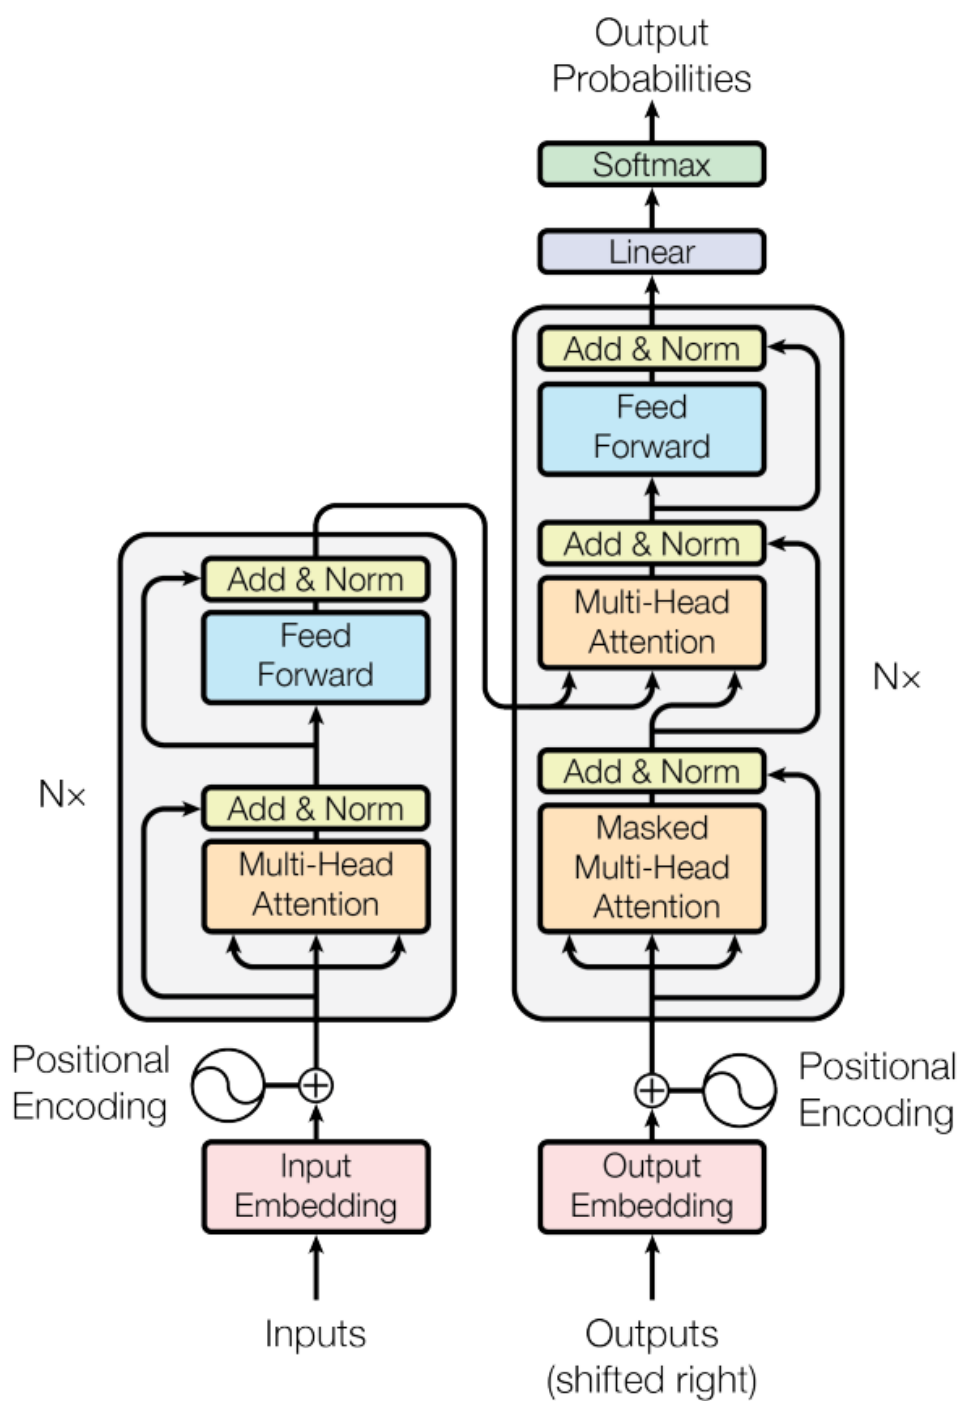 Output
Probabilities
Softmax
Linear
Add & Norm
Feed
Forward
Add & Norm
Multi-Head
Attention
Add & Norm
Masked
Multi-Head
Attention
N×
Add & Norm
Feed
Forward
Add & Norm
Multi-Head
Attention
N×
Positional
Encoding
Positional
Encoding
Input
Embedding
Output
Embedding
Inputs
Outputs
(shifted right)